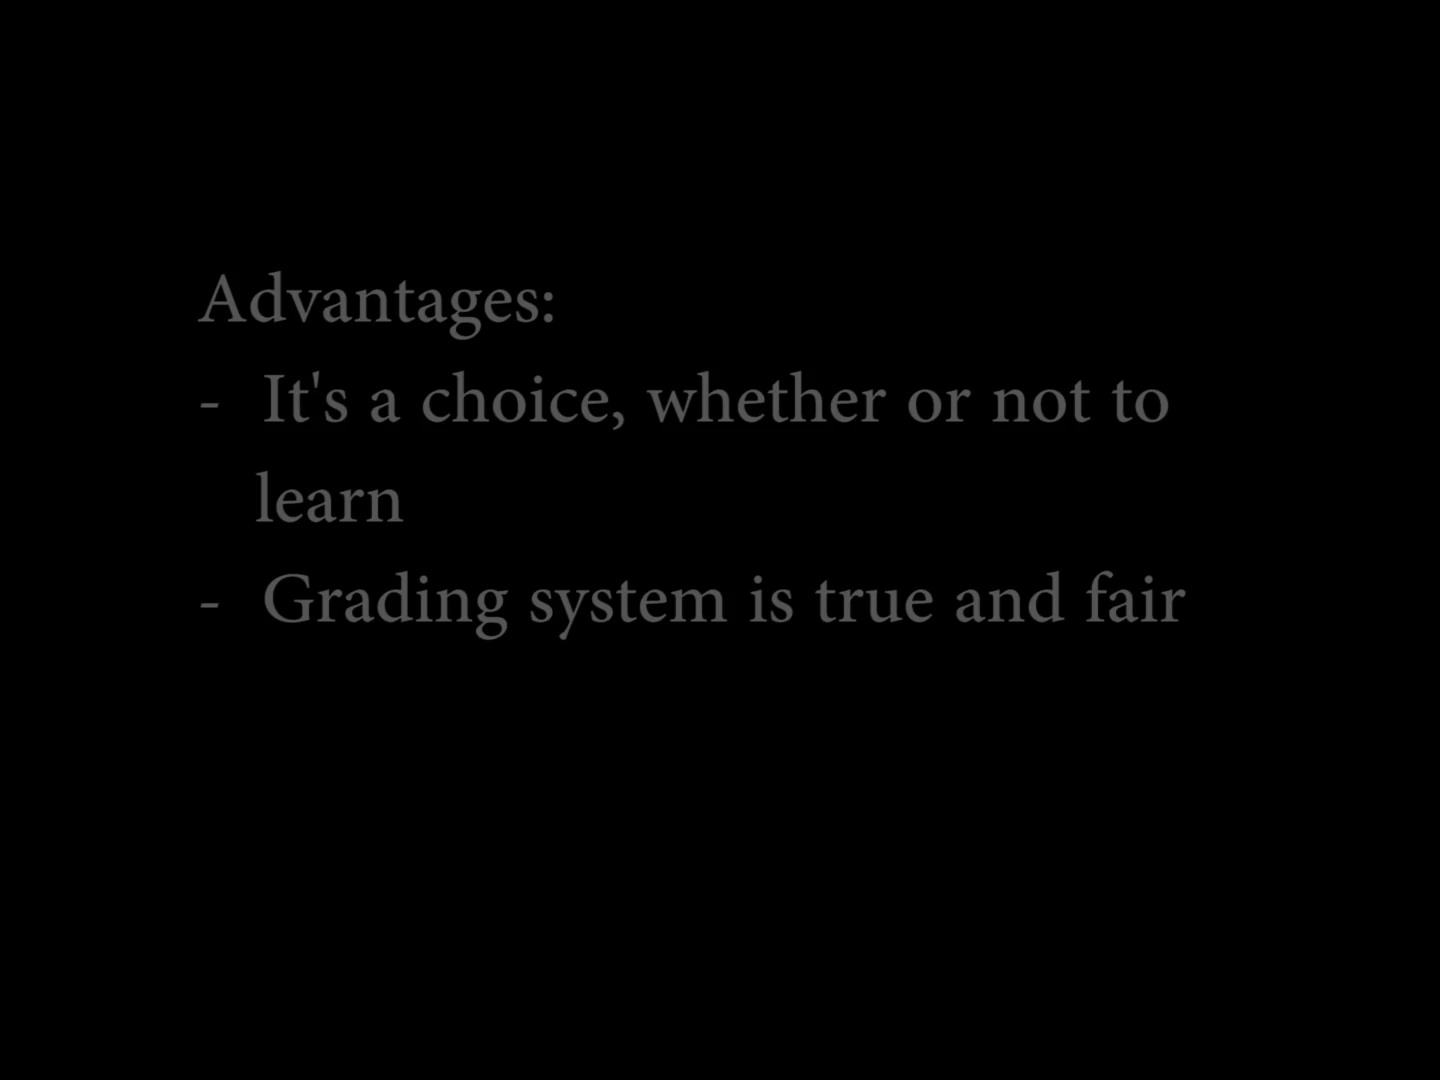 Advantages:
- It's a choice, whether or not to
learn
- Grading system is true and fair